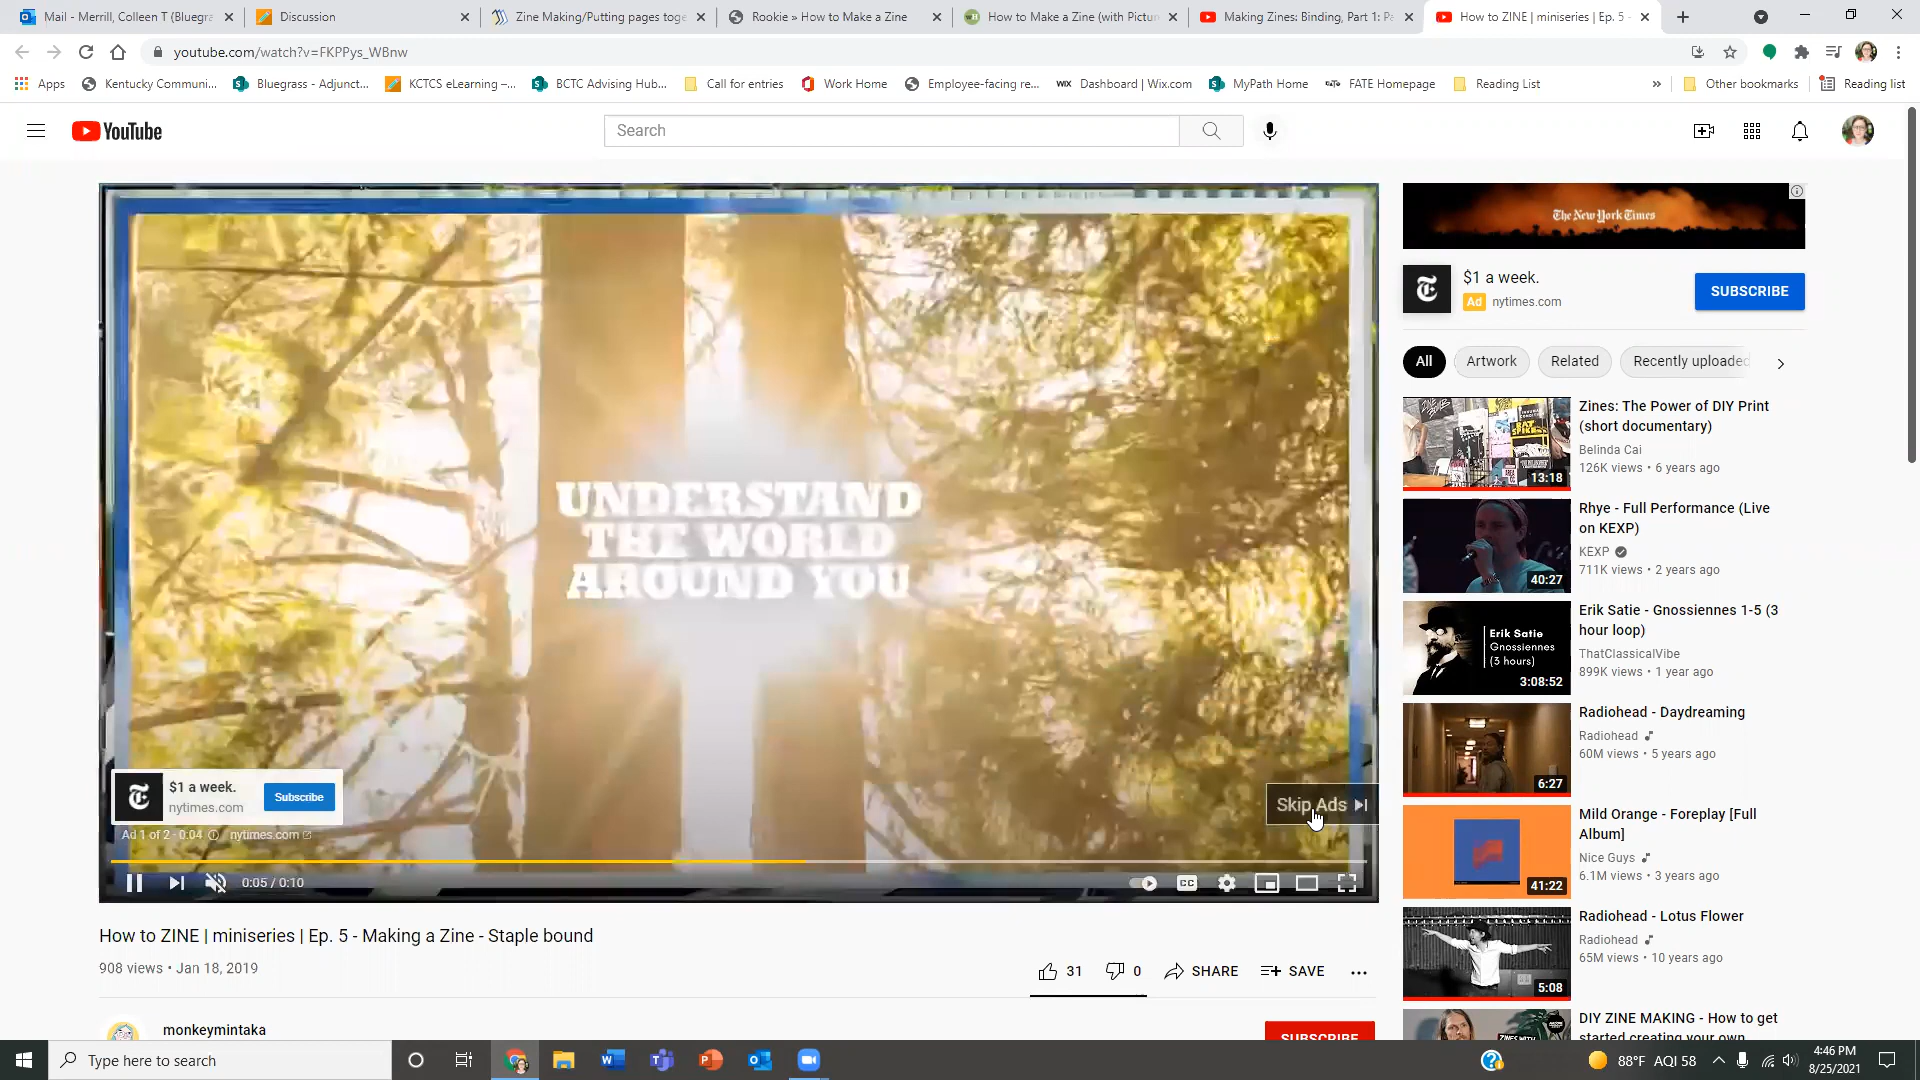 Mail - Merrill, Colleen T (Bluegra
Discussion
Zine Making/Putting pages toge
Rookie » How to Make a Zine
How to Make a Zine (with Pictur
Making Zines: Binding, Part 1: Pa
How to ZINE | miniseries | Ep. 5 -
youtube.com/watch?v=FKPPys_WBnw
Apps
Kentucky Communi...
Bluegrass - Adjunct...
KCTCS eLearning –...
BCTC Advising Hub...
Call for entries
Work Home
Employee-facing re...
WIX Dashboard | Wix.com
MyPath Home
FATE Homepage
Reading List
»
Other bookmarks
Reading list
YouTube
Search
UNDERSTAND
THE WORLD
AROUND YOU
$1 a week.
nytimes.com
Subscribe
Ad 1 of 2 · 0:04
nytimes.com
Skip Ads
0:05 / 0:10
CC
How to ZINE | miniseries | Ep. 5 - Making a Zine - Staple bound
908 views • Jan 18, 2019
31
0
SHARE
SAVE
monkeymintaka
SUBSCRIBE
The New York Times
$1 a week.
Ad nytimes.com
SUBSCRIBE
All
Artwork
Related
Recently uploaded
Zines: The Power of DIY Print
(short documentary)
Belinda Cai
126K views • 6 years ago
13:18
Rhye - Full Performance (Live
on KEXP)
KEXP
711K views • 2 years ago
40:27
Erik Satie - Gnossiennes 1-5 (3
hour loop)
ThatClassicalVibe
899K views • 1 year ago
Erik Satie
Gnossiennes
(3 hours)
3:08:52
Radiohead - Daydreaming
Radiohead
60M views • 5 years ago
6:27
Mild Orange - Foreplay [Full
Album]
Nice Guys
6.1M views • 3 years ago
41:22
Radiohead - Lotus Flower
Radiohead
65M views • 10 years ago
5:08
DIY ZINE MAKING - How to get
started creating your own
Type here to search
88°F AQI 58
4:46 PM
8/25/2021